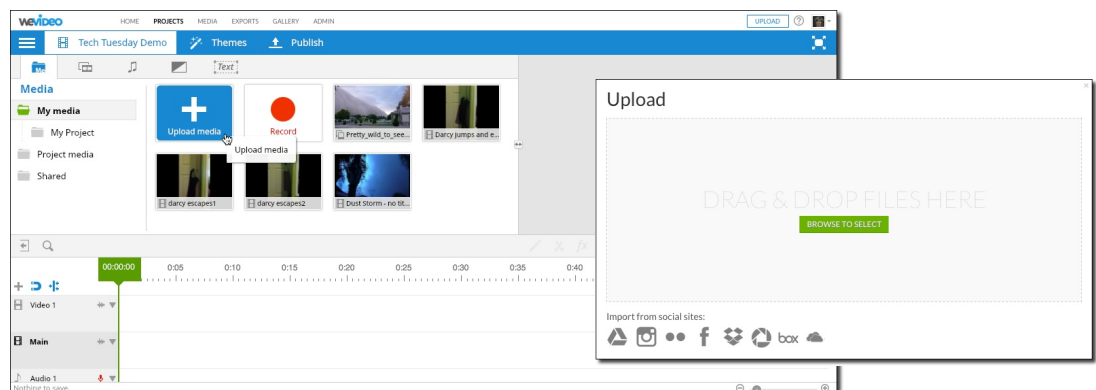 WeVIDEO HOME PROJECTS MEDIA EXPORTS GALLERY ADMIN UPLOAD ?
Tech Tuesday Demo Themes Publish
Me Text
Media
My media
My Project
Project media
Shared
Upload media
Record
Upload media
Pretty_wild_to_see...
Darcy jumps and e...
darcy escapes1
darcy escapes2
Dust Storm - no tit...
fx
00:00:00 0:05 0:10 0:15 0:20 0:25 0:30 0:35 0:40
Video 1
Main
Audio 1
Nothing to save
Upload
×
DRAG & DROP FILES HERE
BROWSE TO SELECT
Import from social sites:
f box